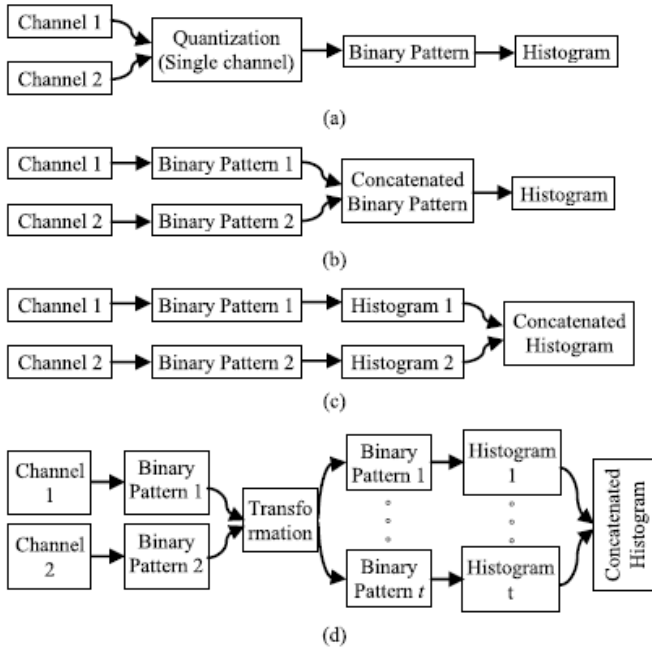 Channel 1
Channel 2
Quantization
(Single channel)
Binary Pattern
Histogram
(a)
Channel 1
Binary Pattern 1
Channel 2
Binary Pattern 2
Concatenated
Binary Pattern
Histogram
(b)
Channel 1
Binary Pattern 1
Histogram 1
Channel 2
Binary Pattern 2
Histogram 2
Concatenated
Histogram
(c)
Channel
1
Binary
Pattern 1
Channel
2
Binary
Pattern 2
Transfo
rmation
Binary
Pattern 1
Histogram
1
Binary
Pattern t
Histogram
t
Concatenated
Histogram
(d)